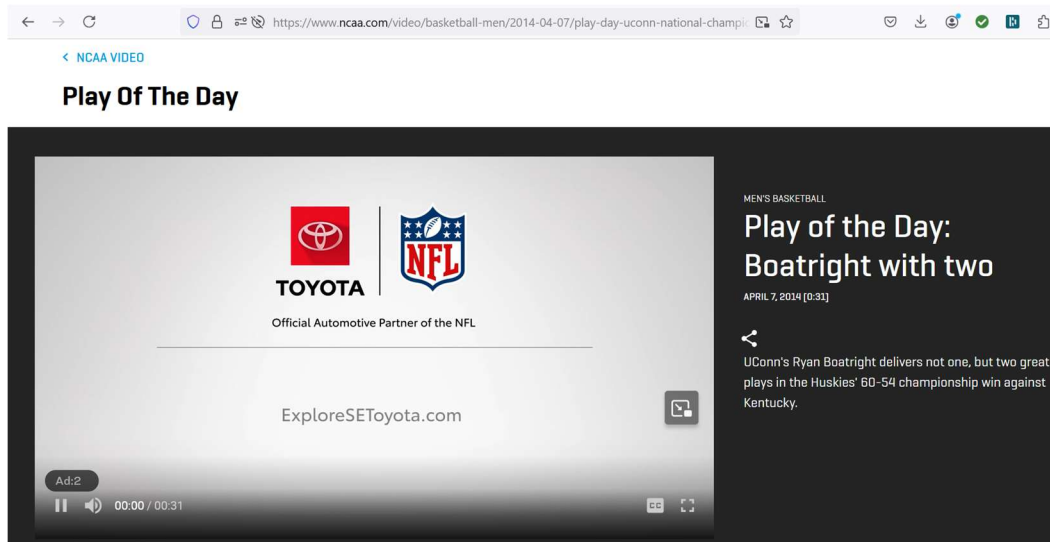 https://www.ncaa.com/video/basketball-men/2014-04-07/play-day-uconn-national-champic
< NCAA VIDEO
Play Of The Day
TOYOTA
NFL
Official Automotive Partner of the NFL
ExploreSEToyota.com
Ad:2
00:00 / 00:31
CC
MEN'S BASKETBALL
Play of the Day:
Boatright with two
APRIL 7, 2014 [0:31]
UConn's Ryan Boatright delivers not one, but two great
plays in the Huskies' 60-54 championship win against
Kentucky.